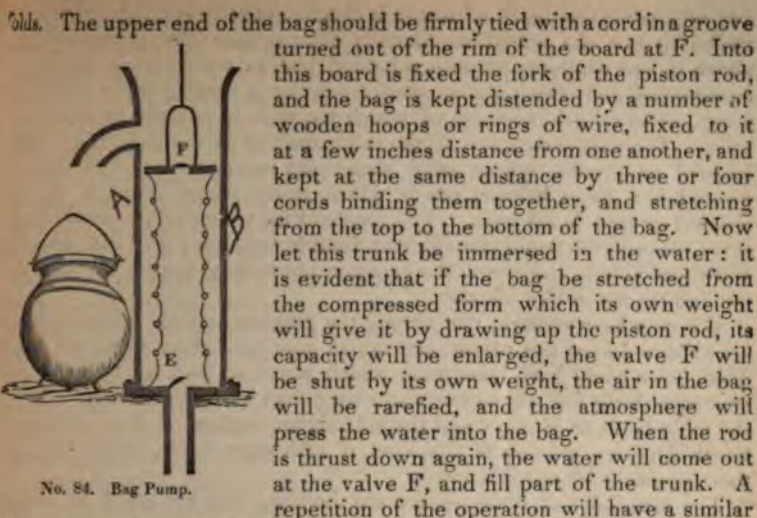 olds. The upper end of the bag should be firmly tied with a cord in a groove
turned out of the rim of the board at F. Into
this board is fixed the fork of the piston rod,
and the bag is kept distended by a number of
wooden hoops or rings of wire, fixed to it
at a few inches distance from one another, and
kept at the same distance by three or four
cords binding them together, and stretching
from the top to the bottom of the bag. Now
let this trunk be immersed in the water: it
is evident that if the bag be stretched from
the compressed form which its own weight
will give it by drawing up the piston rod, its
capacity will be enlarged, the valve F will
be shut by its own weight, the air in the bag
will be rarefied, and the atmosphere will
press the water into the bag. When the rod
is thrust down again, the water will come out
at the valve F, and fill part of the trunk. A
repetition of the operation will have a similar
F
A
B
E
No. 84. Bag Pump.